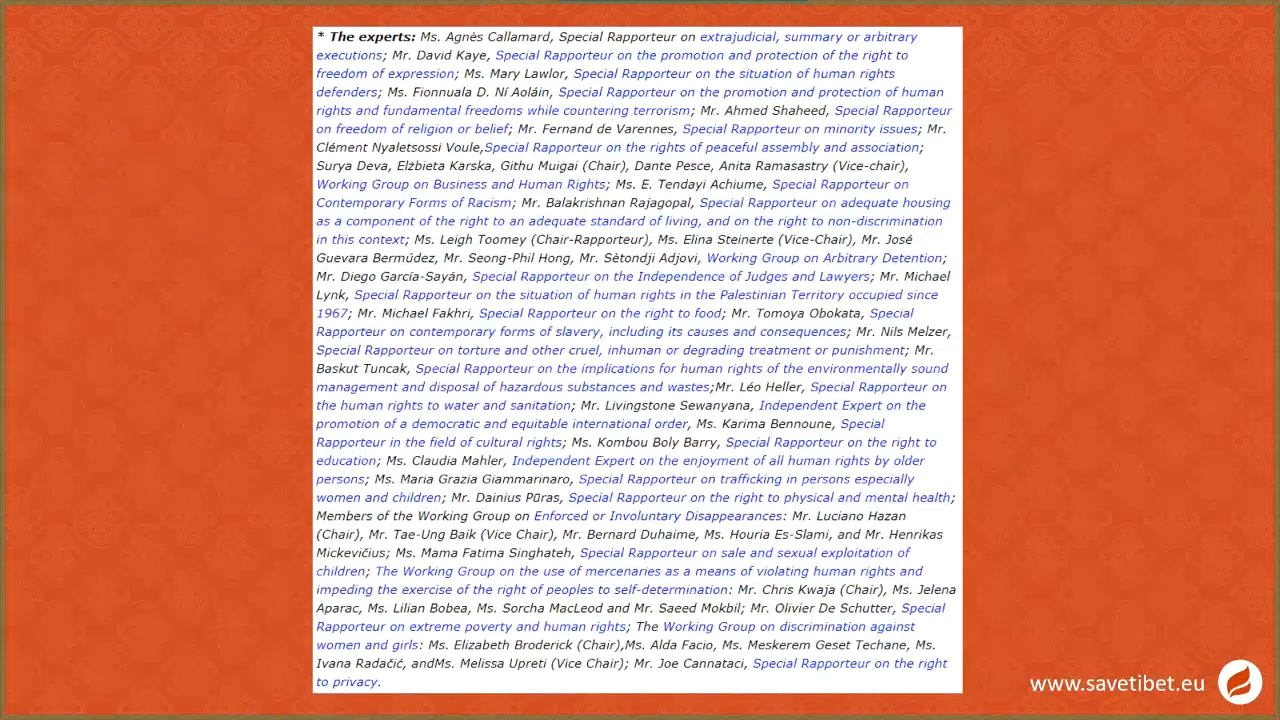 * The experts: Ms. Agnès Callamard, Special Rapporteur on extrajudicial, summary or arbitrary
executions; Mr. David Kaye, Special Rapporteur on the promotion and protection of the right to
freedom of expression; Ms. Mary Lawlor, Special Rapporteur on the situation of human rights
defenders; Ms. Fionnuala D. Ní Aoláin, Special Rapporteur on the promotion and protection of human
rights and fundamental freedoms while countering terrorism; Mr. Ahmed Shaheed, Special Rapporteur
on freedom of religion or belief; Mr. Fernand de Varennes, Special Rapporteur on minority issues; Mr.
Clément Nyaletsossi Voule,Special Rapporteur on the rights of peaceful assembly and association;
Surya Deva, Elżbieta Karska, Githu Muigai (Chair), Dante Pesce, Anita Ramasastry (Vice-chair),
Working Group on Business and Human Rights; Ms. E. Tendayi Achiume, Special Rapporteur on
Contemporary Forms of Racism; Mr. Balakrishnan Rajagopal, Special Rapporteur on adequate housing
as a component of the right to an adequate standard of living, and on the right to non-discrimination
in this context; Ms. Leigh Toomey (Chair-Rapporteur), Ms. Elina Steinerte (Vice-Chair), Mr. José
Guevara Bermúdez, Mr. Seong-Phil Hong, Mr. Sètondji Adjovi, Working Group on Arbitrary Detention;
Mr. Diego García-Sayán, Special Rapporteur on the Independence of Judges and Lawyers; Mr. Michael
Lynk, Special Rapporteur on the situation of human rights in the Palestinian Territory occupied since
1967; Mr. Michael Fakhri, Special Rapporteur on the right to food; Mr. Tomoya Obokata, Special
Rapporteur on contemporary forms of slavery, including its causes and consequences; Mr. Nils Melzer,
Special Rapporteur on torture and other cruel, inhuman or degrading treatment or punishment; Mr.
Baskut Tuncak, Special Rapporteur on the implications for human rights of the environmentally sound
management and disposal of hazardous substances and wastes;Mr. Léo Heller, Special Rapporteur on
the human rights to water and sanitation; Mr. Livingstone Sewanyana, Independent Expert on the
promotion of a democratic and equitable international order, Ms. Karima Bennoune, Special
Rapporteur in the field of cultural rights; Ms. Kombou Boly Barry, Special Rapporteur on the right to
education; Ms. Claudia Mahler, Independent Expert on the enjoyment of all human rights by older
persons; Ms. Maria Grazia Giammarinaro, Special Rapporteur on trafficking in persons especially
women and children; Mr. Dainius Pūras, Special Rapporteur on the right to physical and mental health;
Members of the Working Group on Enforced or Involuntary Disappearances: Mr. Luciano Hazan
(Chair), Mr. Tae-Ung Baik (Vice Chair), Mr. Bernard Duhaime, Ms. Houria Es-Slami, and Mr. Henrikas
Mickevičius; Ms. Mama Fatima Singhateh, Special Rapporteur on sale and sexual exploitation of
children; The Working Group on the use of mercenaries as a means of violating human rights and
impeding the exercise of the right of peoples to self-determination: Mr. Chris Kwaja (Chair), Ms. Jelena
Aparac, Ms. Lilian Bobea, Ms. Sorcha MacLeod and Mr. Saeed Mokbil; Mr. Olivier De Schutter, Special
Rapporteur on extreme poverty and human rights; The Working Group on discrimination against
women and girls: Ms. Elizabeth Broderick (Chair),Ms. Alda Facio, Ms. Meskerem Geset Techane, Ms.
Ivana Radačić, andMs. Melissa Upreti (Vice Chair); Mr. Joe Cannataci, Special Rapporteur on the right
to privacy.
www.savetibet.eu